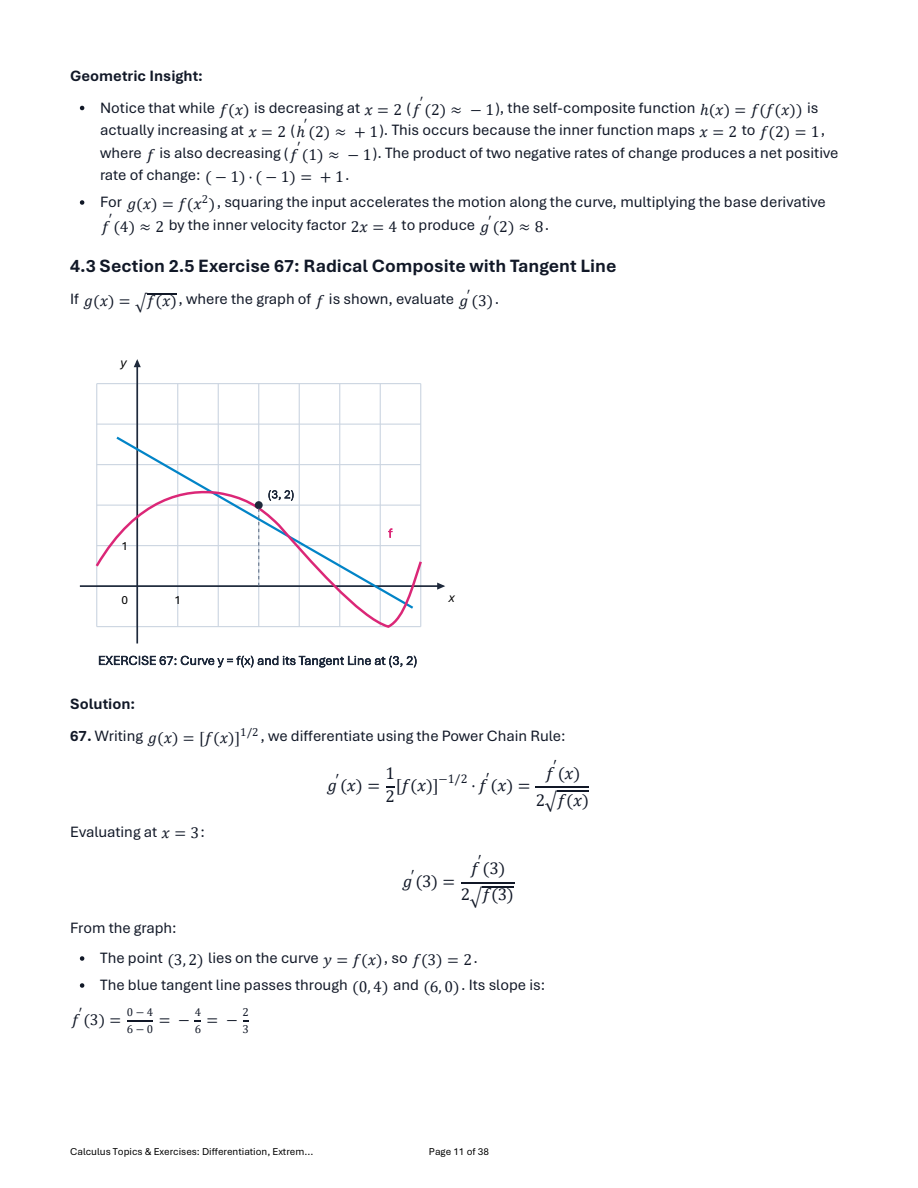 Geometric Insight:
• Notice that while f(x) is decreasing at x = 2 (f′(2) ≈ − 1), the self-composite function h(x) = f(f(x)) is
actually increasing at x = 2 (h′(2) ≈ + 1). This occurs because the inner function maps x = 2 to f(2) = 1,
where f is also decreasing (f′(1) ≈ − 1). The product of two negative rates of change produces a net positive
rate of change: (− 1) · (− 1) = + 1.
• For g(x) = f(x²), squaring the input accelerates the motion along the curve, multiplying the base derivative
f′(4) ≈ 2 by the inner velocity factor 2x = 4 to produce g′(2) ≈ 8.
4.3 Section 2.5 Exercise 67: Radical Composite with Tangent Line
If g(x) = √f(x), where the graph of f is shown, evaluate g′(3).
y
(3, 2)
f
1
0
1
x
EXERCISE 67: Curve y = f(x) and its Tangent Line at (3, 2)
Solution:
67. Writing g(x) = [f(x)]^1/2, we differentiate using the Power Chain Rule:
g′(x) = 1/2 [f(x)]^−1/2 · f′(x) = f′(x) / 2√f(x)
Evaluating at x = 3:
g′(3) = f′(3) / 2√f(3)
From the graph:
• The point (3, 2) lies on the curve y = f(x), so f(3) = 2.
• The blue tangent line passes through (0, 4) and (6, 0). Its slope is:
f′(3) = 0 − 4 / 6 − 0 = − 4/6 = − 2/3
Calculus Topics & Exercises: Differentiation, Extrem... Page 11 of 38